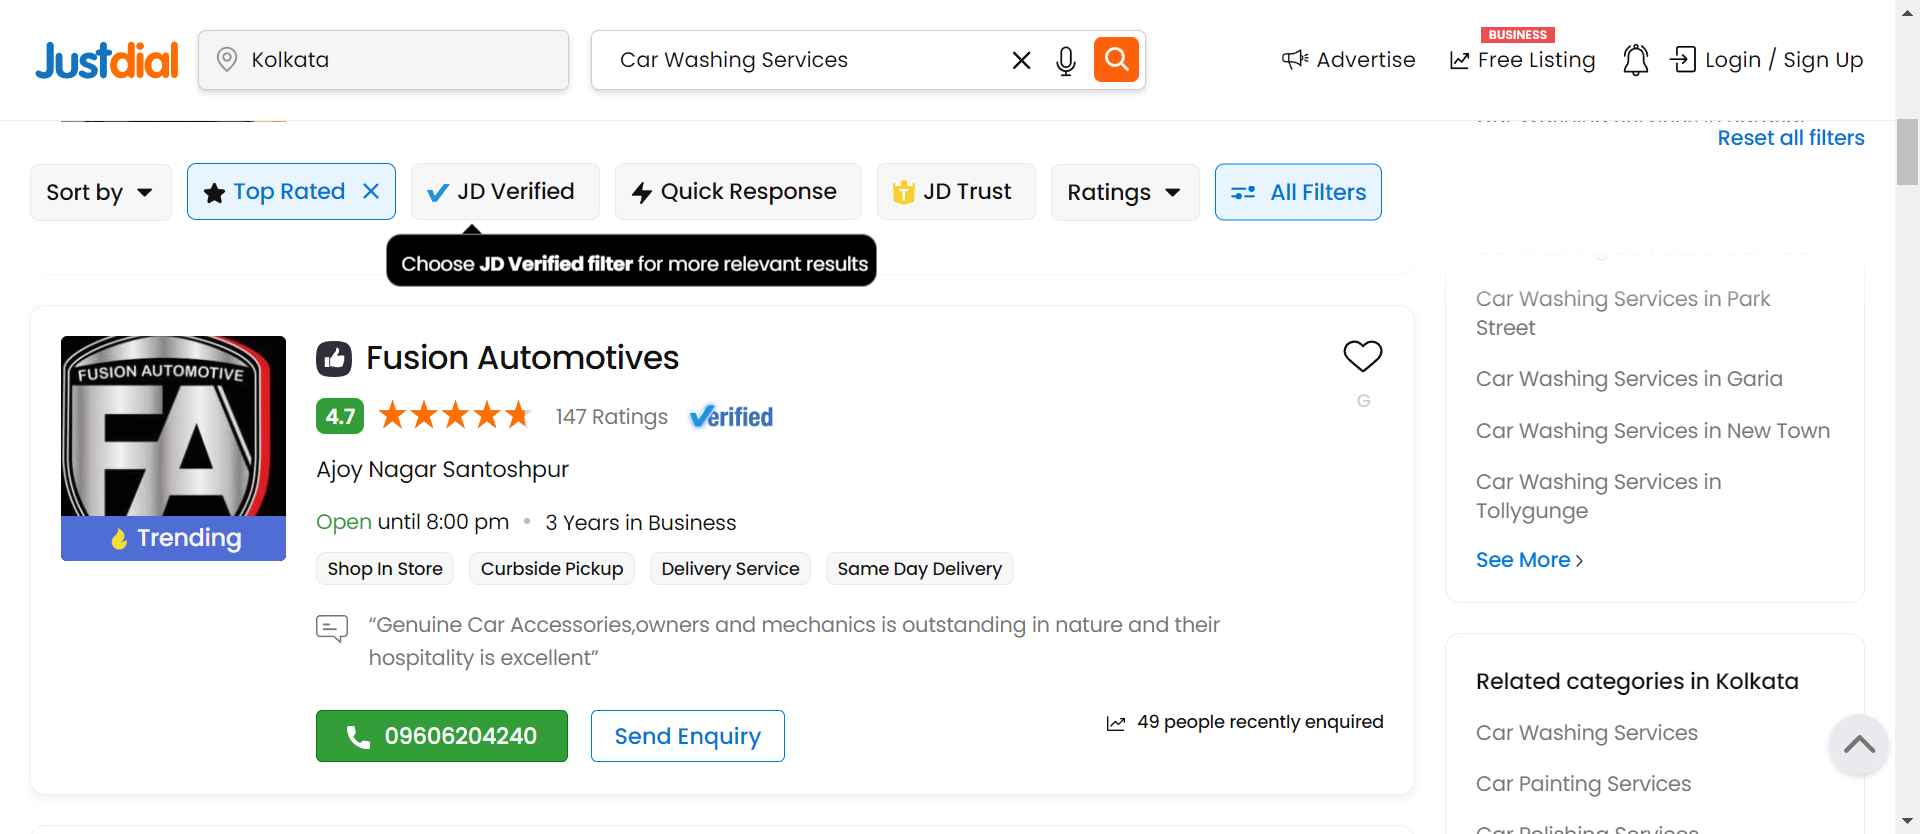 Justdial
Kolkata
Car Washing Services
Advertise
BUSINESS
Free Listing
Login / Sign Up
Reset all filters
Sort by
Top Rated
JD Verified
Quick Response
T
JD Trust
Ratings
All Filters
Choose JD Verified filter for more relevant results
FUSION AUTOMOTIVE
FA
Trending
Fusion Automotives
4.7
147 Ratings
Verified
G
Ajoy Nagar Santoshpur
Open until 8:00 pm
3 Years in Business
Shop In Store
Curbside Pickup
Delivery Service
Same Day Delivery
“Genuine Car Accessories,owners and mechanics is outstanding in nature and their
hospitality is excellent”
09606204240
Send Enquiry
49 people recently enquired
Car Washing Services in Park
Street
Car Washing Services in Garia
Car Washing Services in New Town
Car Washing Services in
Tollygunge
See More
Related categories in Kolkata
Car Washing Services
Car Painting Services
Car Polishing Services